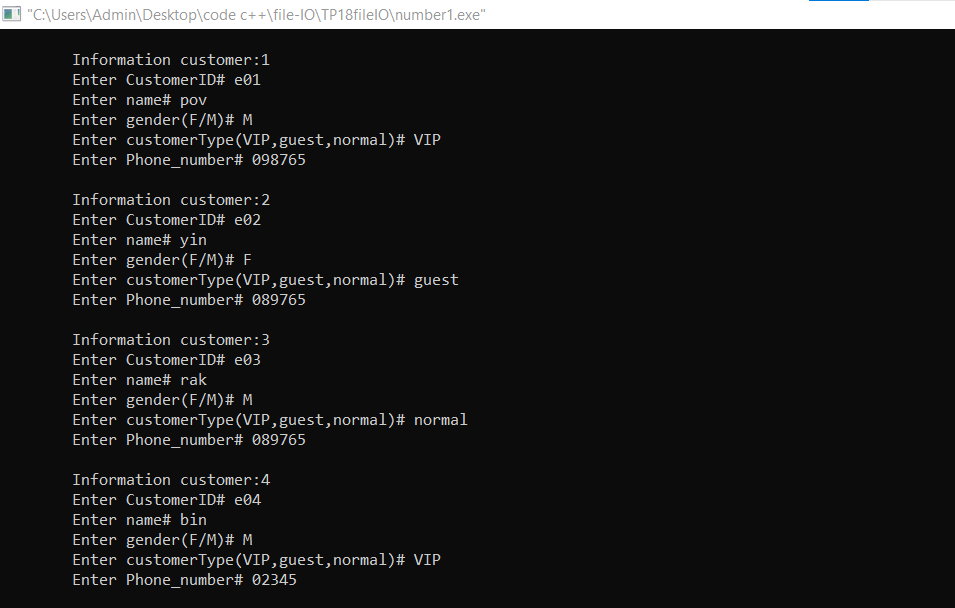 "C:\Users\Admin\Desktop\code c++\file-IO\TP18fileIO\number1.exe"
Information customer:1
Enter CustomerID# e01
Enter name# pov
Enter gender(F/M)# M
Enter customerType(VIP,guest,normal)# VIP
Enter Phone_number# 098765
Information customer:2
Enter CustomerID# e02
Enter name# yin
Enter gender(F/M)# F
Enter customerType(VIP,guest,normal)# guest
Enter Phone_number# 089765
Information customer:3
Enter CustomerID# e03
Enter name# rak
Enter gender(F/M)# M
Enter customerType(VIP,guest,normal)# normal
Enter Phone_number# 089765
Information customer:4
Enter CustomerID# e04
Enter name# bin
Enter gender(F/M)# M
Enter customerType(VIP,guest,normal)# VIP
Enter Phone_number# 02345